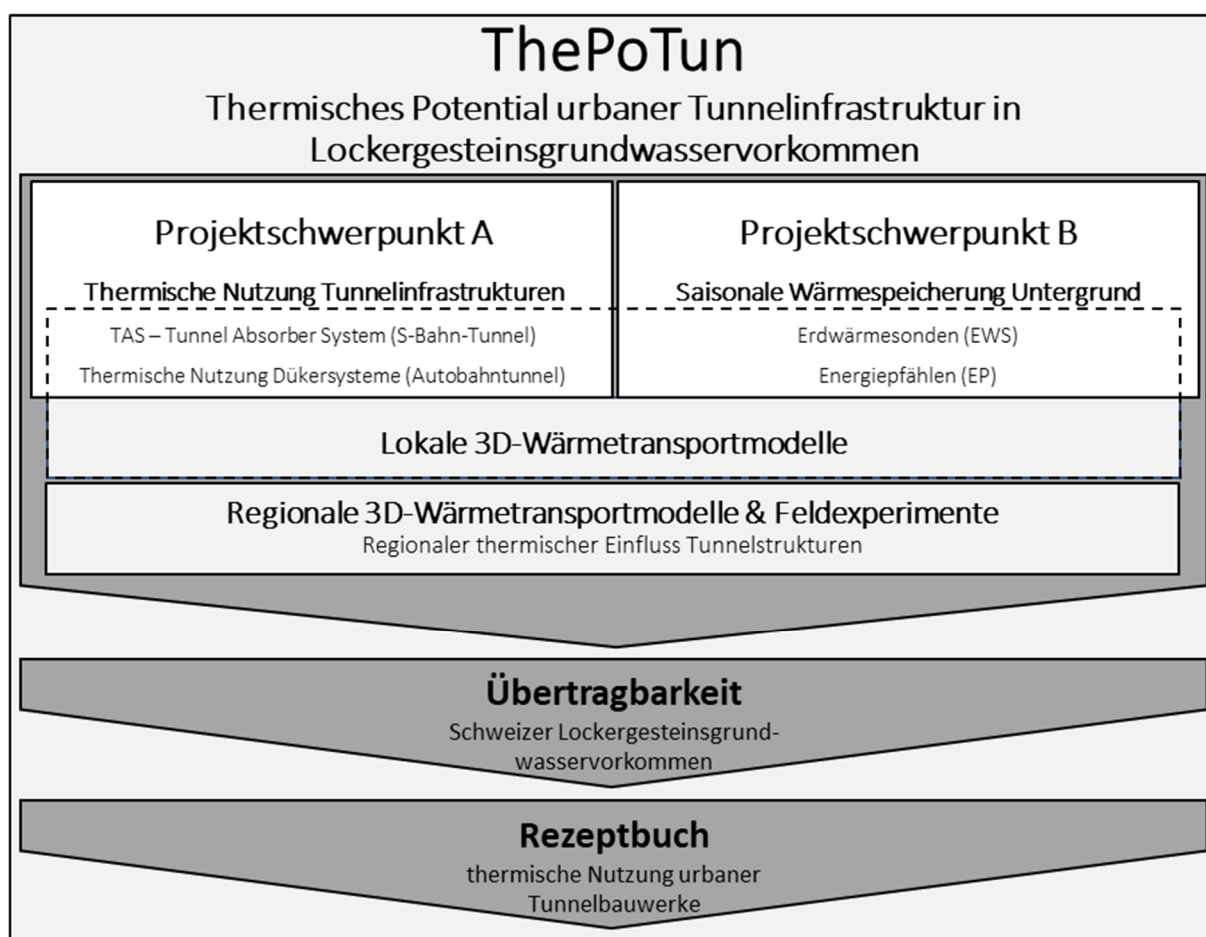 ThePoTun
Thermisches Potential urbaner Tunnelinfrastruktur in
Lockergesteinsgrundwasservorkommen
Projektschwerpunkt A
Thermische Nutzung Tunnelinfrastrukturen
TAS – Tunnel Absorber System (S-Bahn-Tunnel)
Thermische Nutzung Dükersysteme (Autobahntunnel)
Projektschwerpunkt B
Saisonale Wärmespeicherung Untergrund
Erdwärmesonden (EWS)
Energiepfählen (EP)
Lokale 3D-Wärmetransportmodelle
Regionale 3D-Wärmetransportmodelle & Feldexperimente
Regionaler thermischer Einfluss Tunnelstrukturen
Übertragbarkeit
Schweizer Lockergesteinsgrund-
wasservorkommen
Rezeptbuch
thermische Nutzung urbaner
Tunnelbauwerke